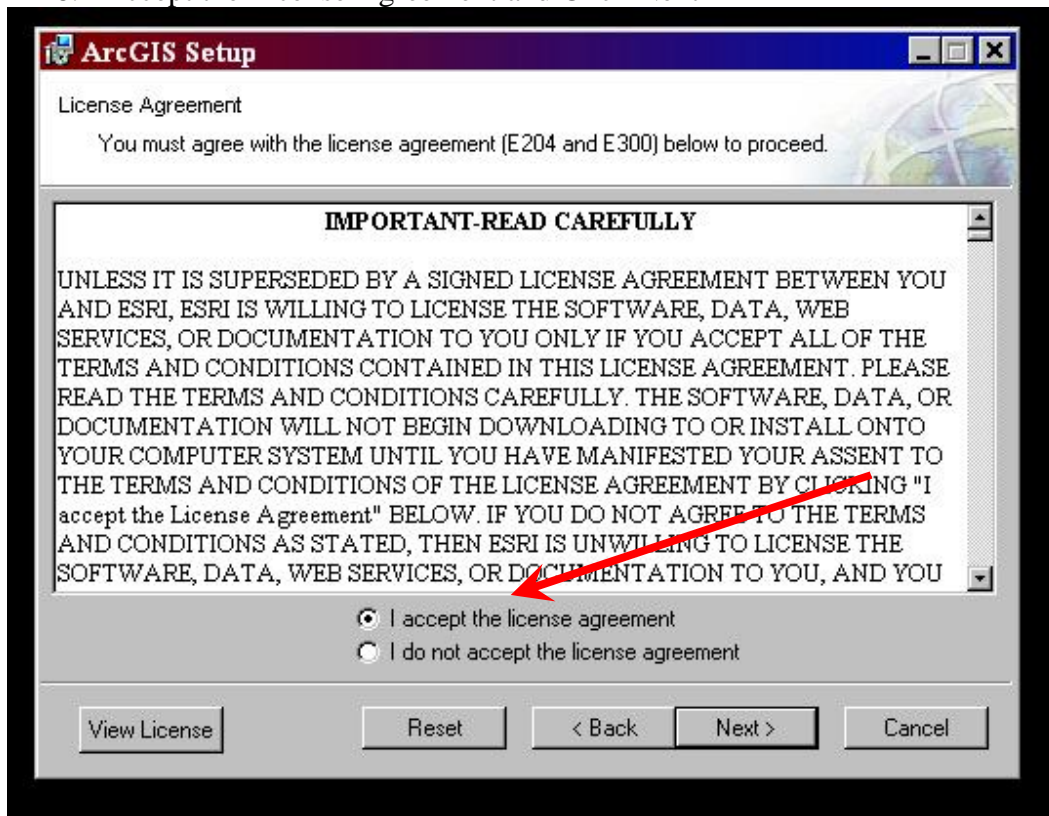 ArcGIS Setup
License Agreement
You must agree with the license agreement (E204 and E300) below to proceed.
IMPORTANT-READ CAREFULLY
UNLESS IT IS SUPERSEDED BY A SIGNED LICENSE AGREEMENT BETWEEN YOU
AND ESRI, ESRI IS WILLING TO LICENSE THE SOFTWARE, DATA, WEB
SERVICES, OR DOCUMENTATION TO YOU ONLY IF YOU ACCEPT ALL OF THE
TERMS AND CONDITIONS CONTAINED IN THIS LICENSE AGREEMENT. PLEASE
READ THE TERMS AND CONDITIONS CAREFULLY. THE SOFTWARE, DATA, OR
DOCUMENTATION WILL NOT BEGIN DOWNLOADING TO OR INSTALL ONTO
YOUR COMPUTER SYSTEM UNTIL YOU HAVE MANIFESTED YOUR ASSENT TO
THE TERMS AND CONDITIONS OF THE LICENSE AGREEMENT BY CLICKING "I
accept the License Agreement" BELOW. IF YOU DO NOT AGREE TO THE TERMS
AND CONDITIONS AS STATED, THEN ESRI IS UNWILLING TO LICENSE THE
SOFTWARE, DATA, WEB SERVICES, OR DOCUMENTATION TO YOU, AND YOU
I accept the license agreement
I do not accept the license agreement
View License
Reset
< Back
Next >
Cancel